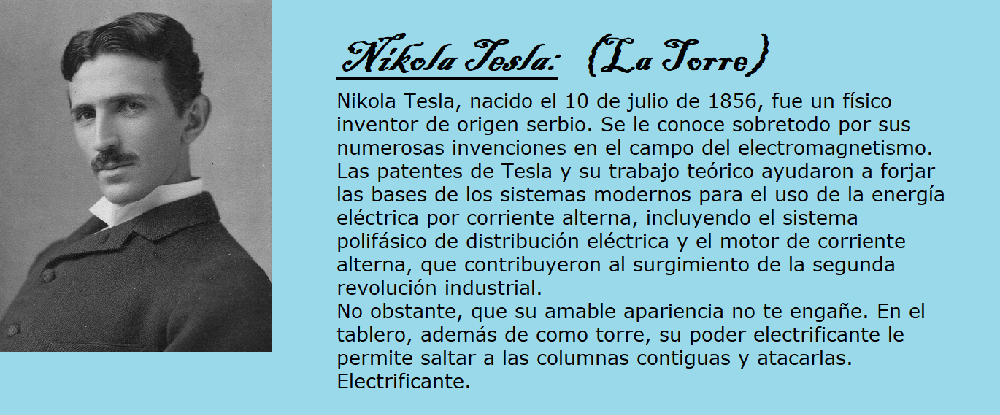 Nikola Tesla: (La Torre)
Nikola Tesla, nacido el 10 de julio de 1856, fue un físico
inventor de origen serbio. Se le conoce sobretodo por sus
numerosas invenciones en el campo del electromagnetismo.
Las patentes de Tesla y su trabajo teórico ayudaron a forjar
las bases de los sistemas modernos para el uso de la energía
eléctrica por corriente alterna, incluyendo el sistema
polifásico de distribución eléctrica y el motor de corriente
alterna, que contribuyeron al surgimiento de la segunda
revolución industrial.
No obstante, que su amable apariencia no te engañe. En el
tablero, además de como torre, su poder electrificante le
permite saltar a las columnas contiguas y atacarlas.
Electrificante.